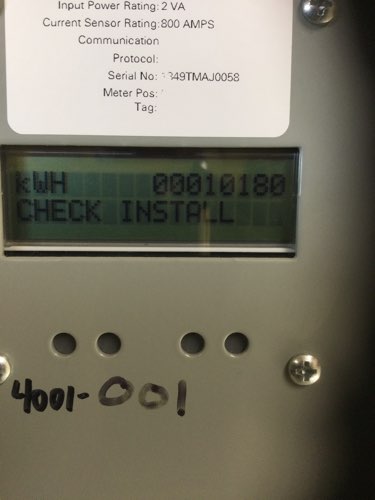 Input Power Rating: 2 VA
Current Sensor Rating: 800 AMPS
Communication
Protocol:
Serial No:
Meter Pos:
Tag:
kWH 00010180
CHECK INSTALL
4001-001